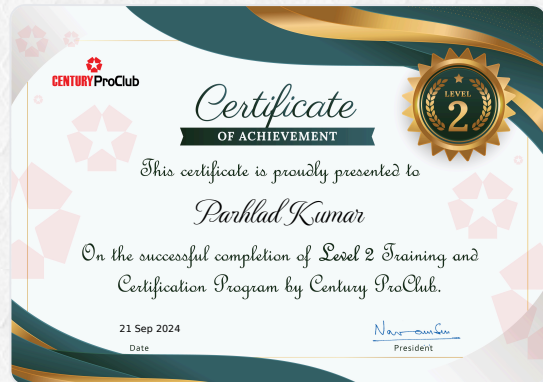 CENTURY ProClub
Certificate
OF ACHIEVEMENT
LEVEL
2
This certificate is proudly presented to
Parhlad Kumar
On the successful completion of Level 2 Training and
Certification Program by Century ProClub.
21 Sep 2024
Date
President